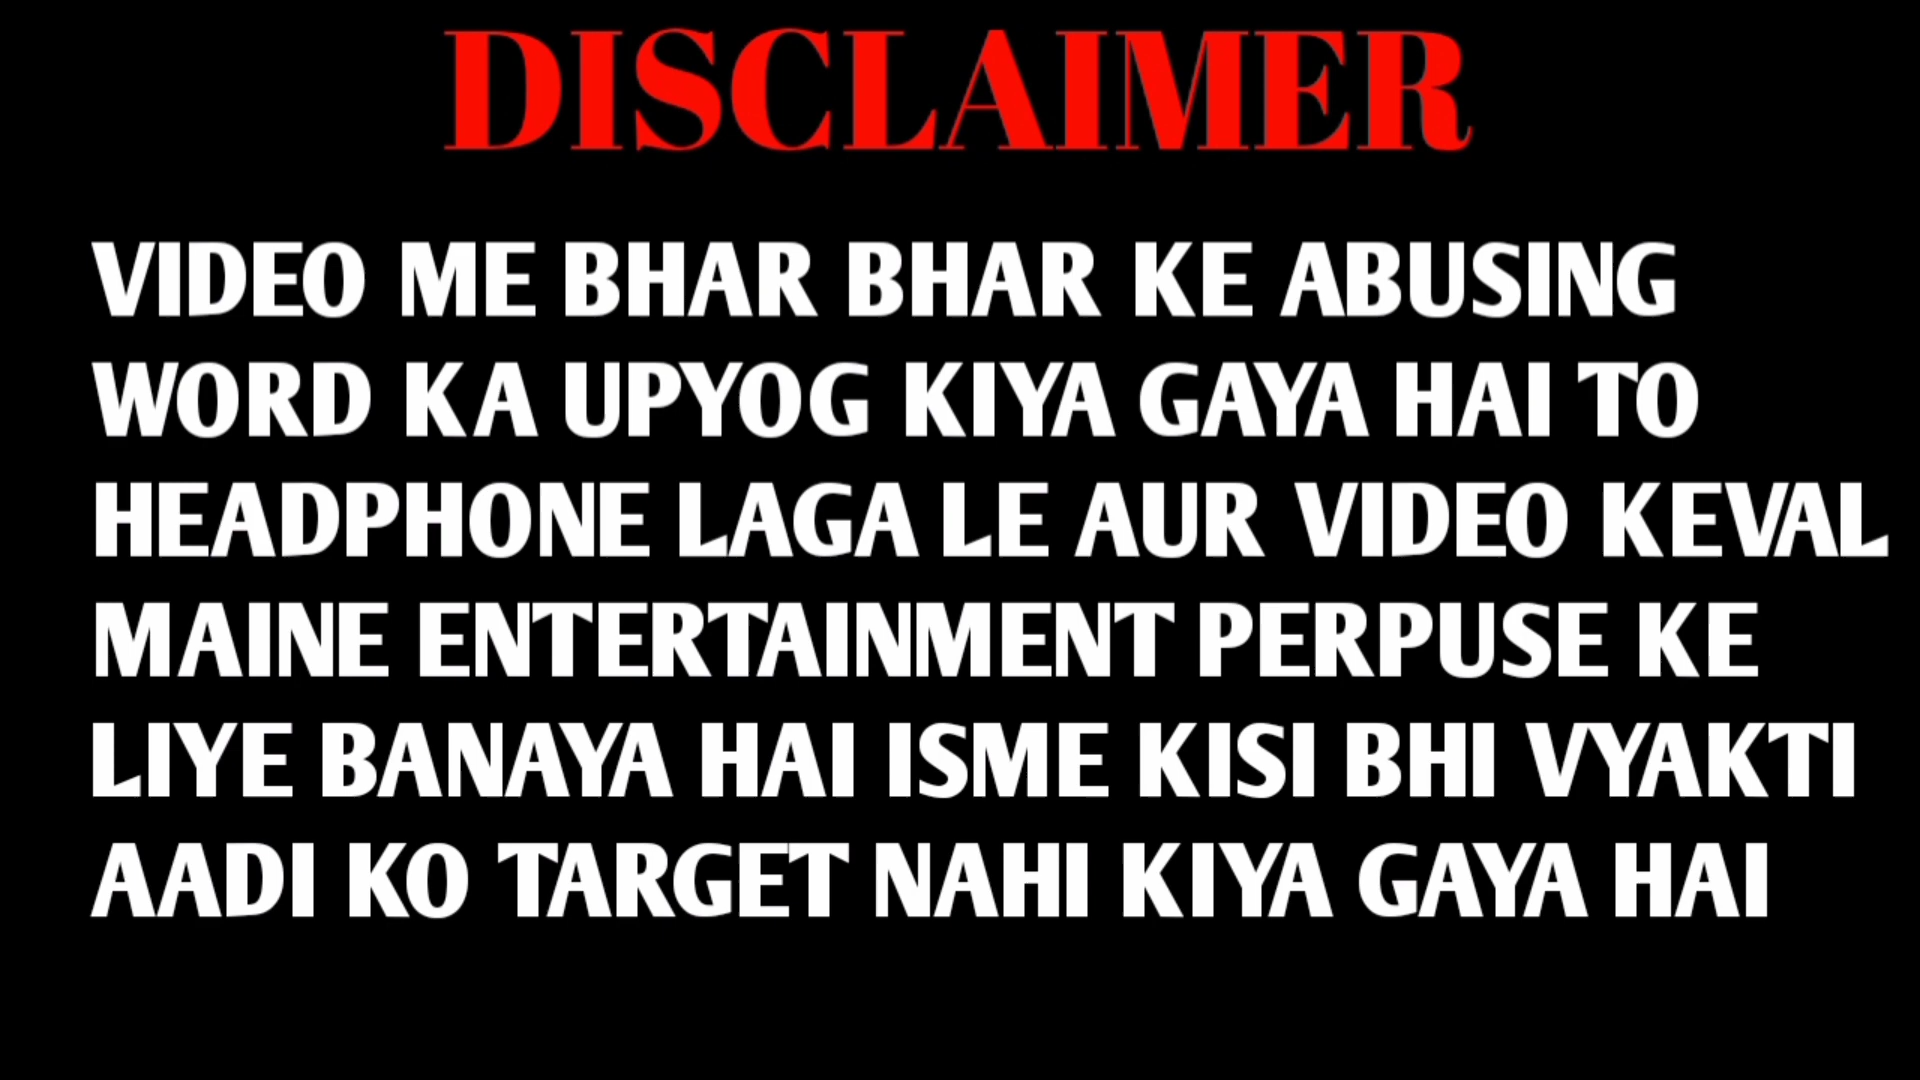 DISCLAIMER
VIDEO ME BHAR BHAR KE ABUSING
WORD KA UPYOG KIYA GAYA HAI TO
HEADPHONE LAGA LE AUR VIDEO KEVAL
MAINE ENTERTAINMENT PERPUSE KE
LIYE BANAYA HAI ISME KISI BHI VYAKTI
AADI KO TARGET NAHI KIYA GAYA HAI